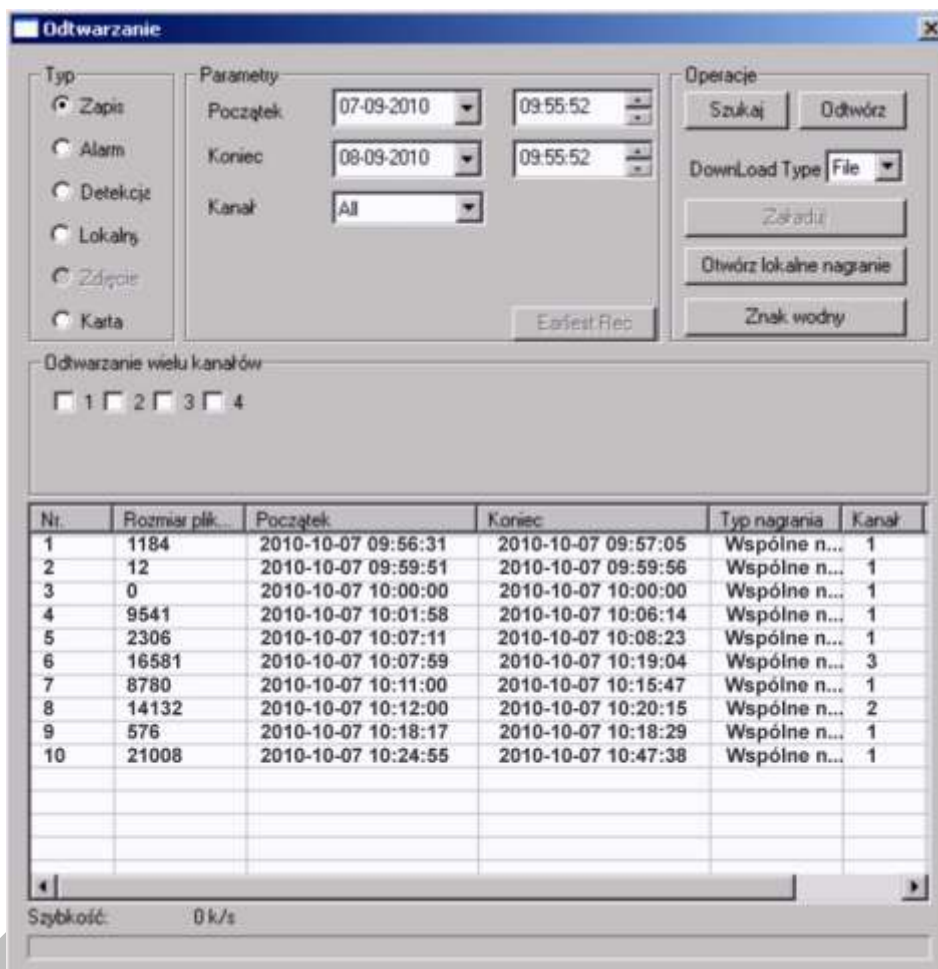 Odtwarzanie
Typ
Zapis
Alarm
Detekcje
Lokalny
Zdjęcie
Karta
Parametry
Początek 07-09-2010 09:55:52
Koniec 08-09-2010 09:55:52
Kanał All
Earliest Rec
Operacje
Szukaj Odtwórz
DownLoad Type File
Załaduj
Otwórz lokalne nagranie
Znak wodny
Odtwarzanie wielu kanałów
1 2 3 4
Nr. Rozmiar plik... Początek Koniec Typ nagrania Kanał
1 1184 2010-10-07 09:56:31 2010-10-07 09:57:05 Wspólne n... 1
2 12 2010-10-07 09:59:51 2010-10-07 09:59:56 Wspólne n... 1
3 0 2010-10-07 10:00:00 2010-10-07 10:00:00 Wspólne n... 1
4 9541 2010-10-07 10:01:58 2010-10-07 10:06:14 Wspólne n... 1
5 2306 2010-10-07 10:07:11 2010-10-07 10:08:23 Wspólne n... 1
6 16581 2010-10-07 10:07:59 2010-10-07 10:19:04 Wspólne n... 3
7 8780 2010-10-07 10:11:00 2010-10-07 10:15:47 Wspólne n... 1
8 14132 2010-10-07 10:12:00 2010-10-07 10:20:15 Wspólne n... 2
9 576 2010-10-07 10:18:17 2010-10-07 10:18:29 Wspólne n... 1
10 21008 2010-10-07 10:24:55 2010-10-07 10:47:38 Wspólne n... 1
Szybkość: 0 k/s